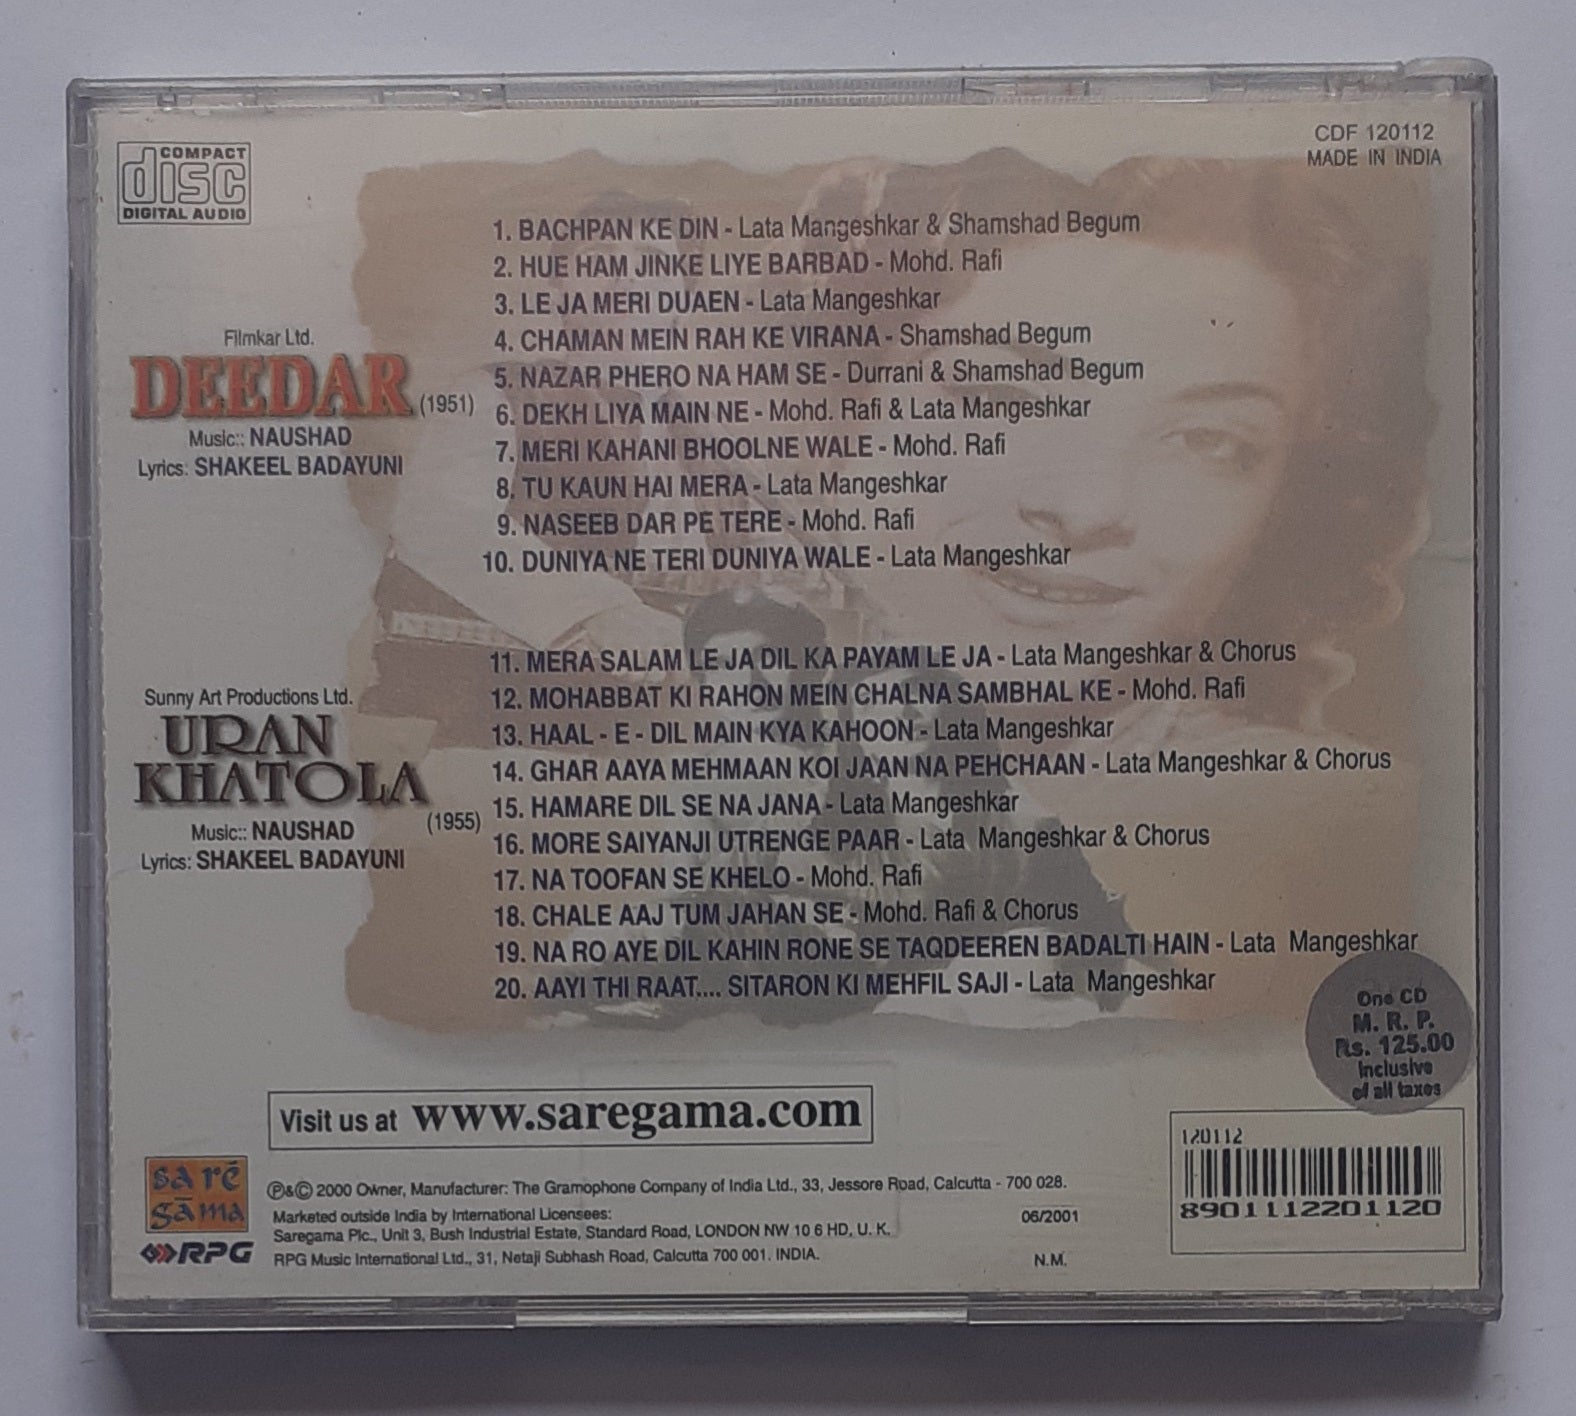 COMPACT
disc
DIGITAL AUDIO
CDF 120112
MADE IN INDIA
Filmkar Ltd.
DEEDAR (1951)
Music:: NAUSHAD
Lyrics: SHAKEEL BADAYUNI
1. BACHPAN KE DIN - Lata Mangeshkar & Shamshad Begum
2. HUE HAM JINKE LIYE BARBAD - Mohd. Rafi
3. LE JA MERI DUAEN - Lata Mangeshkar
4. CHAMAN MEIN RAH KE VIRANA - Shamshad Begum
5. NAZAR PHERO NA HAM SE - Durrani & Shamshad Begum
6. DEKH LIYA MAIN NE - Mohd. Rafi & Lata Mangeshkar
7. MERI KAHANI BHOOLNE WALE - Mohd. Rafi
8. TU KAUN HAI MERA - Lata Mangeshkar
9. NASEEB DAR PE TERE - Mohd. Rafi
10. DUNIYA NE TERI DUNIYA WALE - Lata Mangeshkar
Sunny Art Productions Ltd.
URAN
KHATOLA
(1955)
Music:: NAUSHAD
Lyrics: SHAKEEL BADAYUNI
11. MERA SALAM LE JA DIL KA PAYAM LE JA - Lata Mangeshkar & Chorus
12. MOHABBAT KI RAHON MEIN CHALNA SAMBHAL KE - Mohd. Rafi
13. HAAL - E - DIL MAIN KYA KAHOON - Lata Mangeshkar
14. GHAR AAYA MEHMAAN KOI JAAN NA PEHCHAAN - Lata Mangeshkar & Chorus
15. HAMARE DIL SE NA JANA - Lata Mangeshkar
16. MORE SAIYANJI UTRENGE PAAR - Lata Mangeshkar & Chorus
17. NA TOOFAN SE KHELO - Mohd. Rafi
18. CHALE AAJ TUM JAHAN SE - Mohd. Rafi & Chorus
19. NA RO AYE DIL KAHIN RONE SE TAQDEEREN BADALTI HAIN - Lata Mangeshkar
20. AAYI THI RAAT.... SITARON KI MEHFIL SAJI - Lata Mangeshkar
One CD
M. R. P.
Rs. 125.00
Inclusive
of all taxes
Visit us at www.saregama.com
sa rē
gāma
RPG
℗&© 2000 Owner, Manufacturer: The Gramophone Company of India Ltd., 33, Jessore Road, Calcutta - 700 028.
Marketed outside India by International Licensees:
Saregama Plc., Unit 3, Bush Industrial Estate, Standard Road, LONDON NW 10 6 HD, U. K.
RPG Music International Ltd., 31, Netaji Subhash Road, Calcutta 700 001. INDIA.
06/2001
N.M.
120112
8901112201120